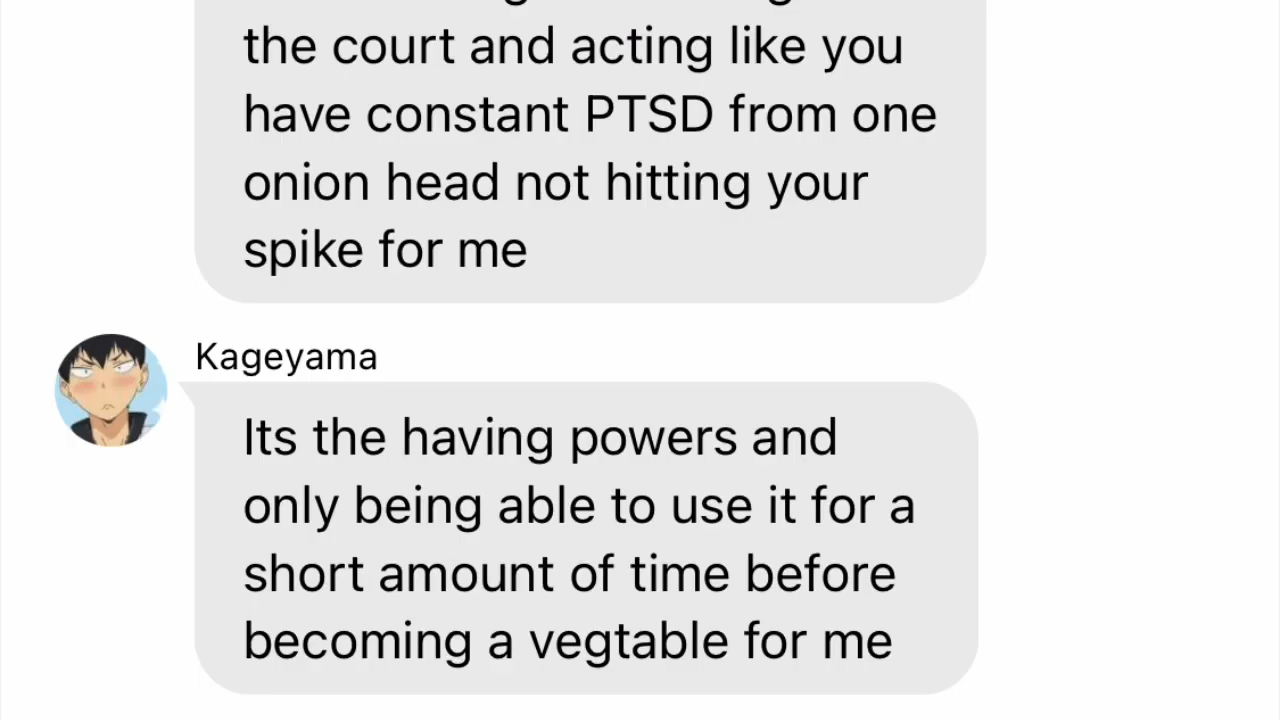 the court and acting like you
have constant PTSD from one
onion head not hitting your
spike for me
Kageyama
Its the having powers and
only being able to use it for a
short amount of time before
becoming a vegtable for me